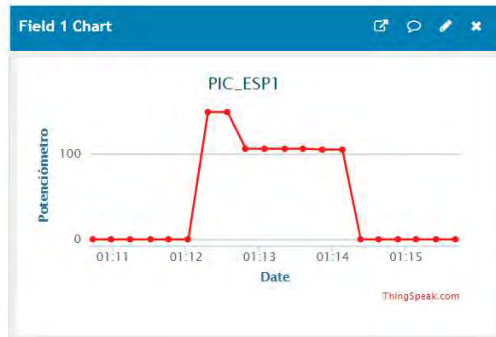 Field 1 Chart
PIC_ESP1
Potenciómetro
100
0
01:11 01:12 01:13 01:14 01:15
Date
ThingSpeak.com